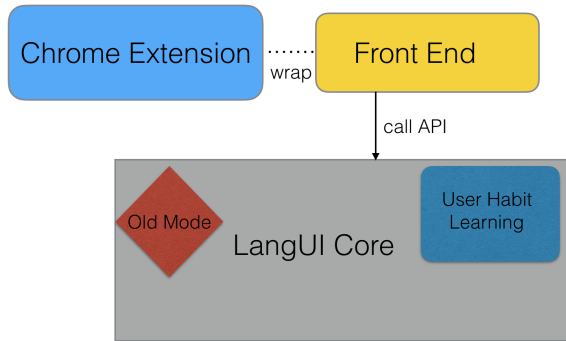 Chrome Extension
Front End
wrap
call API
Old Mode
User Habit
Learning
LangUI Core